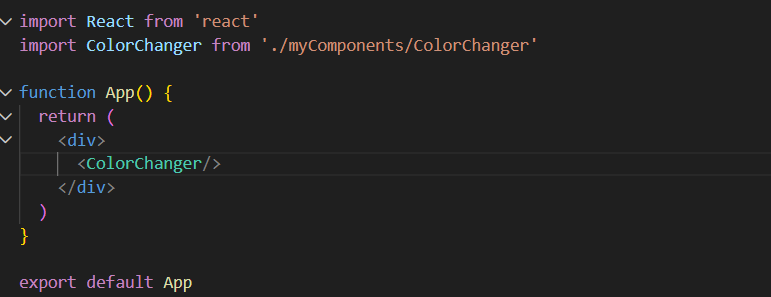 import React from 'react'
import ColorChanger from './myComponents/ColorChanger'

function App() {
  return (
    <div>
      <ColorChanger/>
    </div>
  )
}

export default App